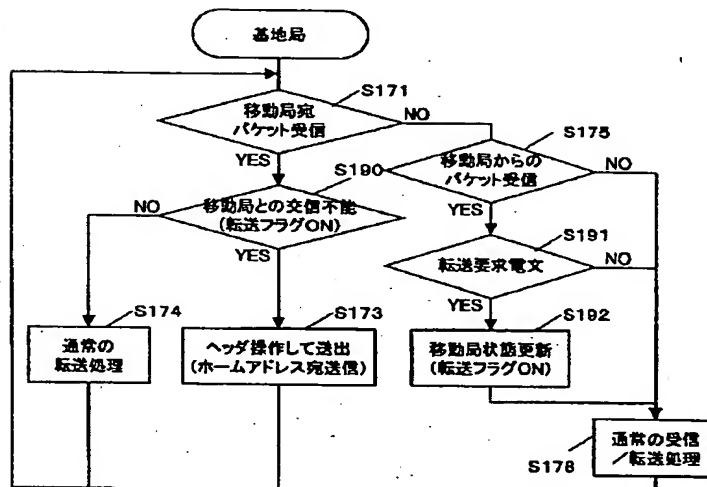 基地局
S171
移動局宛
パケット受信
NO
YES
S175
移動局からの
パケット受信
NO
YES
S190
移動局との交信不能
(転送フラグON)
NO
YES
S191
転送要求電文
NO
YES
S174
通常の
転送処理
S173
ヘッダ操作して送出
(ホームアドレス宛送信)
S192
移動局状態更新
(転送フラグON)
S178
通常の受信
/転送処理